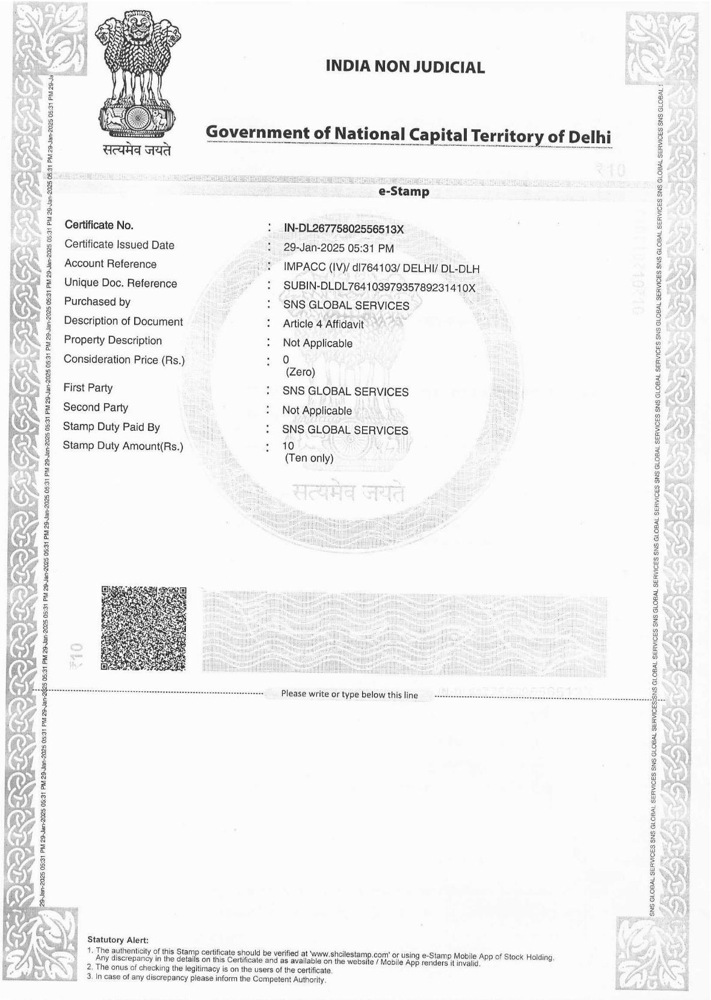 INDIA NON JUDICIAL
सत्यमेव जयते
Government of National Capital Territory of Delhi
₹10
e-Stamp
Certificate No. : IN-DL26775802556513X
Certificate Issued Date : 29-Jan-2025 05:31 PM
Account Reference : IMPACC (IV)/ dl764103/ DELHI/ DL-DLH
Unique Doc. Reference : SUBIN-DLDL76410397935789231410X
Purchased by : SNS GLOBAL SERVICES
Description of Document : Article 4 Affidavit
Property Description : Not Applicable
Consideration Price (Rs.) : 0
(Zero)
First Party : SNS GLOBAL SERVICES
Second Party : Not Applicable
Stamp Duty Paid By : SNS GLOBAL SERVICES
Stamp Duty Amount(Rs.) : 10
(Ten only)
सत्यमेव जयते
₹10
Please write or type below this line
Statutory Alert:
1. The authenticity of this Stamp certificate should be verified at 'www.shcilestamp.com' or using e-Stamp Mobile App of Stock Holding.
Any discrepancy in the details on this Certificate and as available on the website / Mobile App renders it invalid.
2. The onus of checking the legitimacy is on the users of the certificate.
3. In case of any discrepancy please inform the Competent Authority.